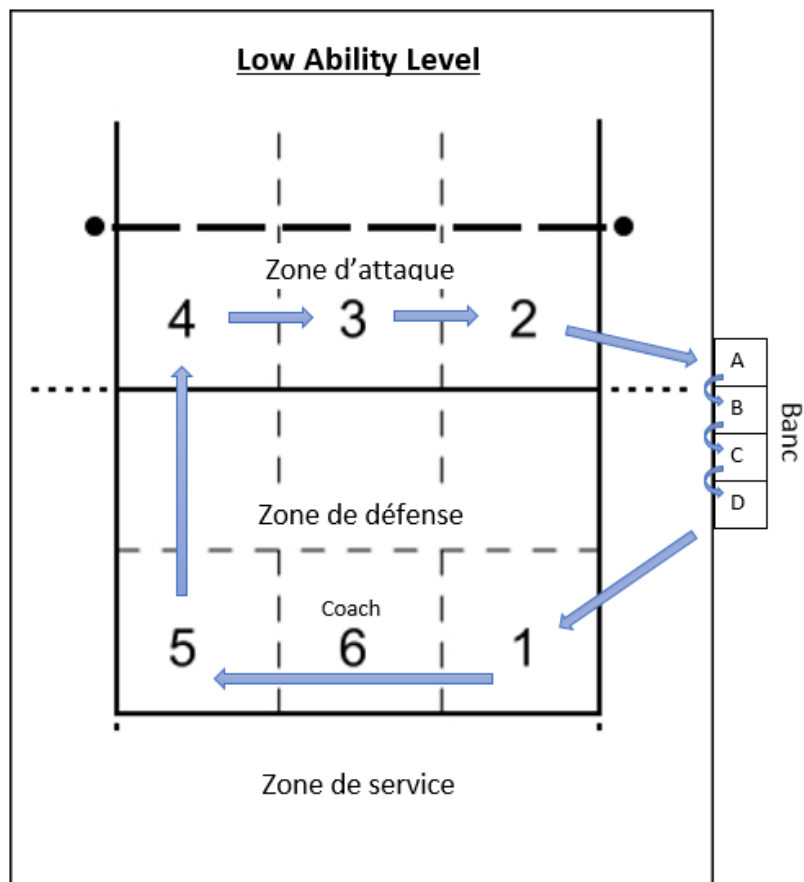 Low Ability Level
Zone d'attaque
4 3 2
A
B
C
D
Banc
Zone de défense
Coach
5 6 1
Zone de service